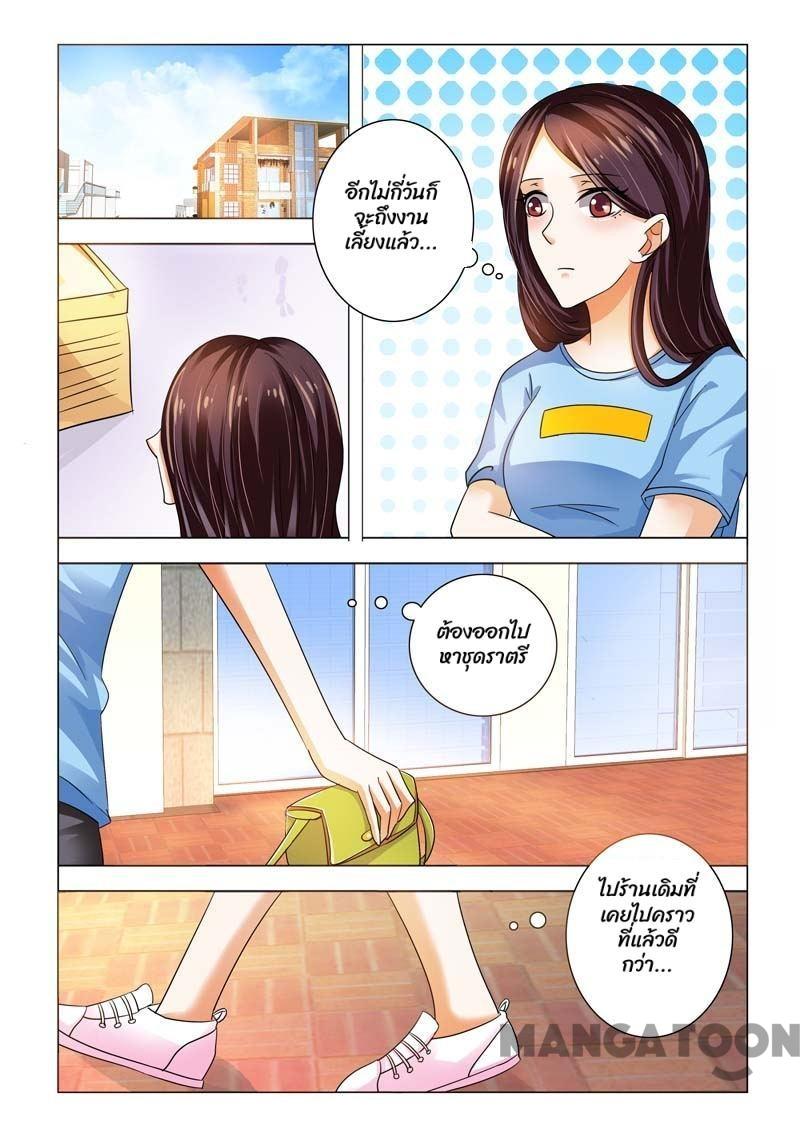 อีกไม่กี่วันก็
จะถึงงาน
เลี้ยงแล้ว...
ต้องออกไป
หาชุดราตรี
ไปร้านเดิมที่
เคยไปคราว
ที่แล้วดี
กว่า...
MANGATOON